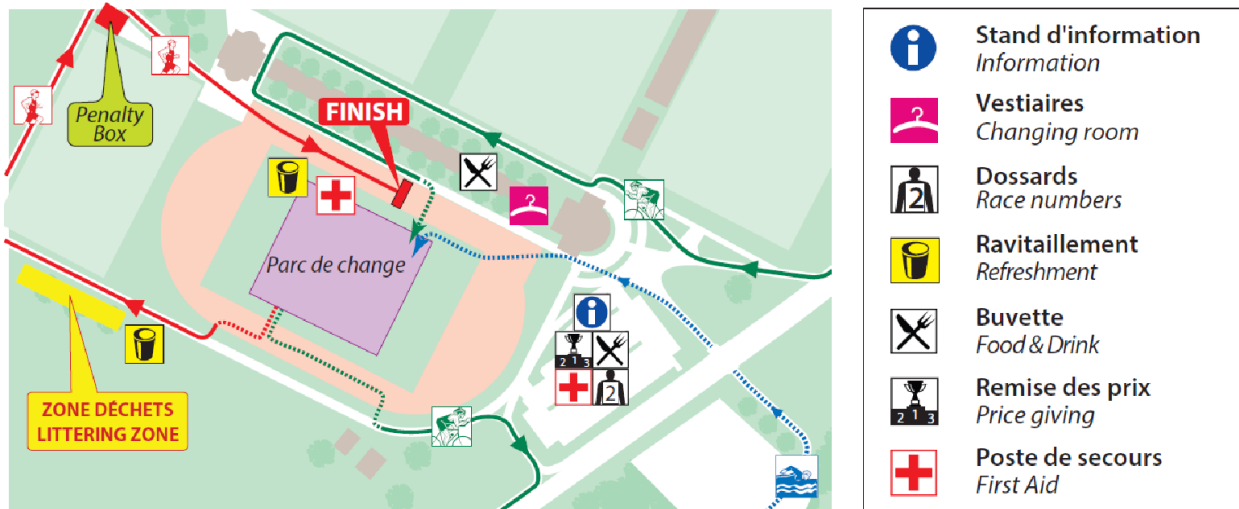 Penalty
Box
FINISH
Parc de change
ZONE DÉCHETS
LITTERING ZONE
i
2 1 3
2
i
Stand d'information
Information
Vestiaires
Changing room
2
Dossards
Race numbers
Ravitaillement
Refreshment
Buvette
Food & Drink
2 1 3
Remise des prix
Price giving
Poste de secours
First Aid